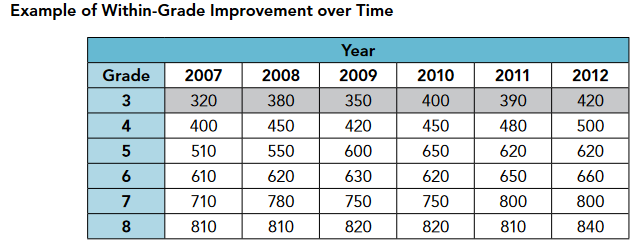 Example of Within-Grade Improvement over Time
Year
Grade 2007 2008 2009 2010 2011 2012
3 320 380 350 400 390 420
4 400 450 420 450 480 500
5 510 550 600 650 620 620
6 610 620 630 620 650 660
7 710 780 750 750 800 800
8 810 810 820 820 810 840